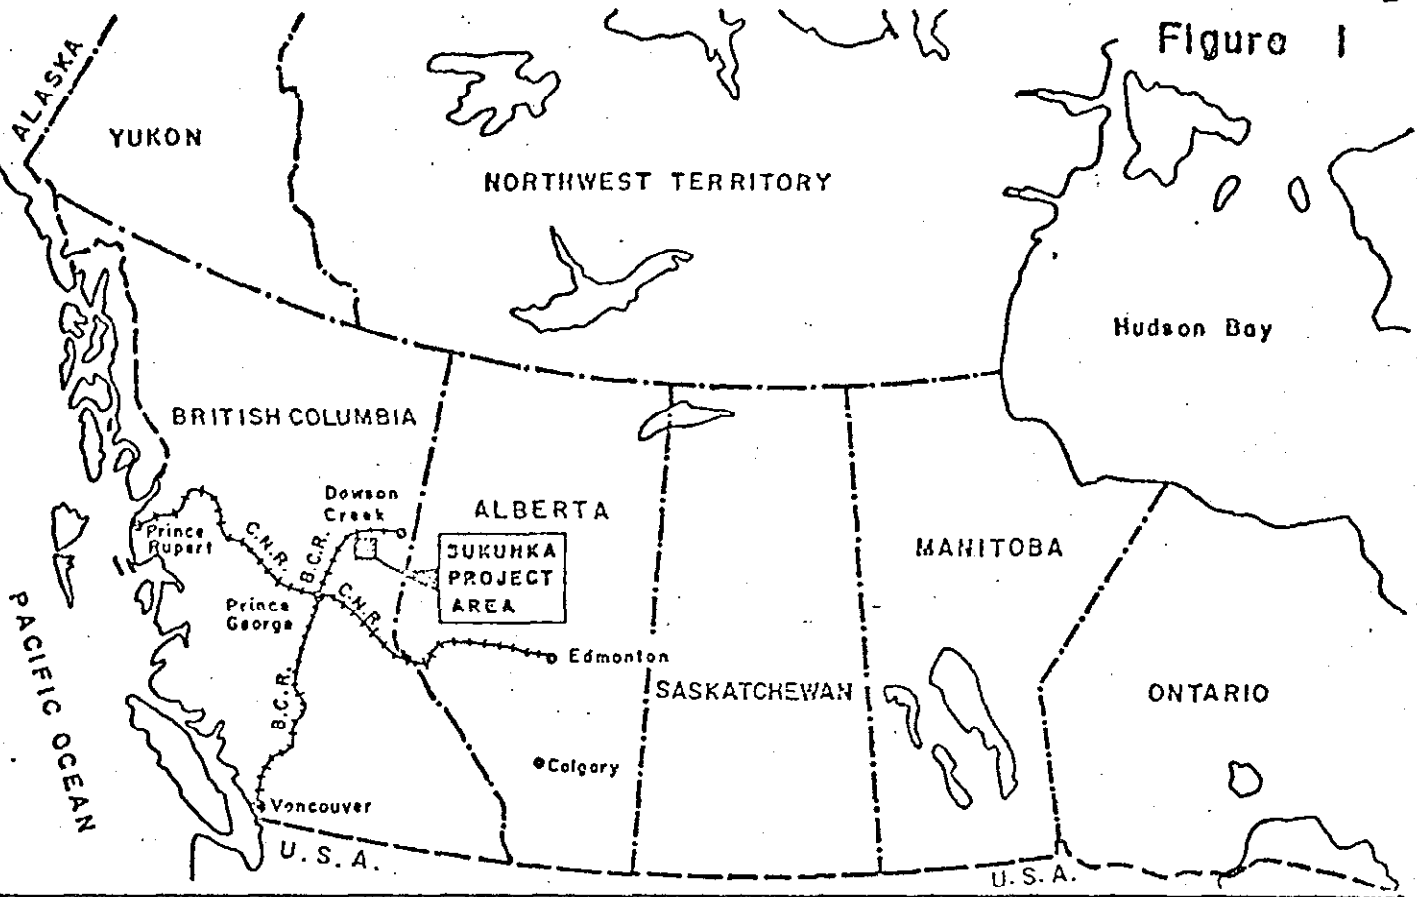 Figure 1
ALASKA
YUKON
NORTHWEST TERRITORY
Hudson Bay
BRITISH COLUMBIA
Dawson
Creek
ALBERTA
Prince
Rupert
C.N.R.
B.C.R.
SUKUNKA
PROJECT
AREA
MANITOBA
Prince
George
C.N.R.
Edmonton
PACIFIC OCEAN
B.C.R.
SASKATCHEWAN
ONTARIO
Calgary
Vancouver
U.S.A.
U.S.A.